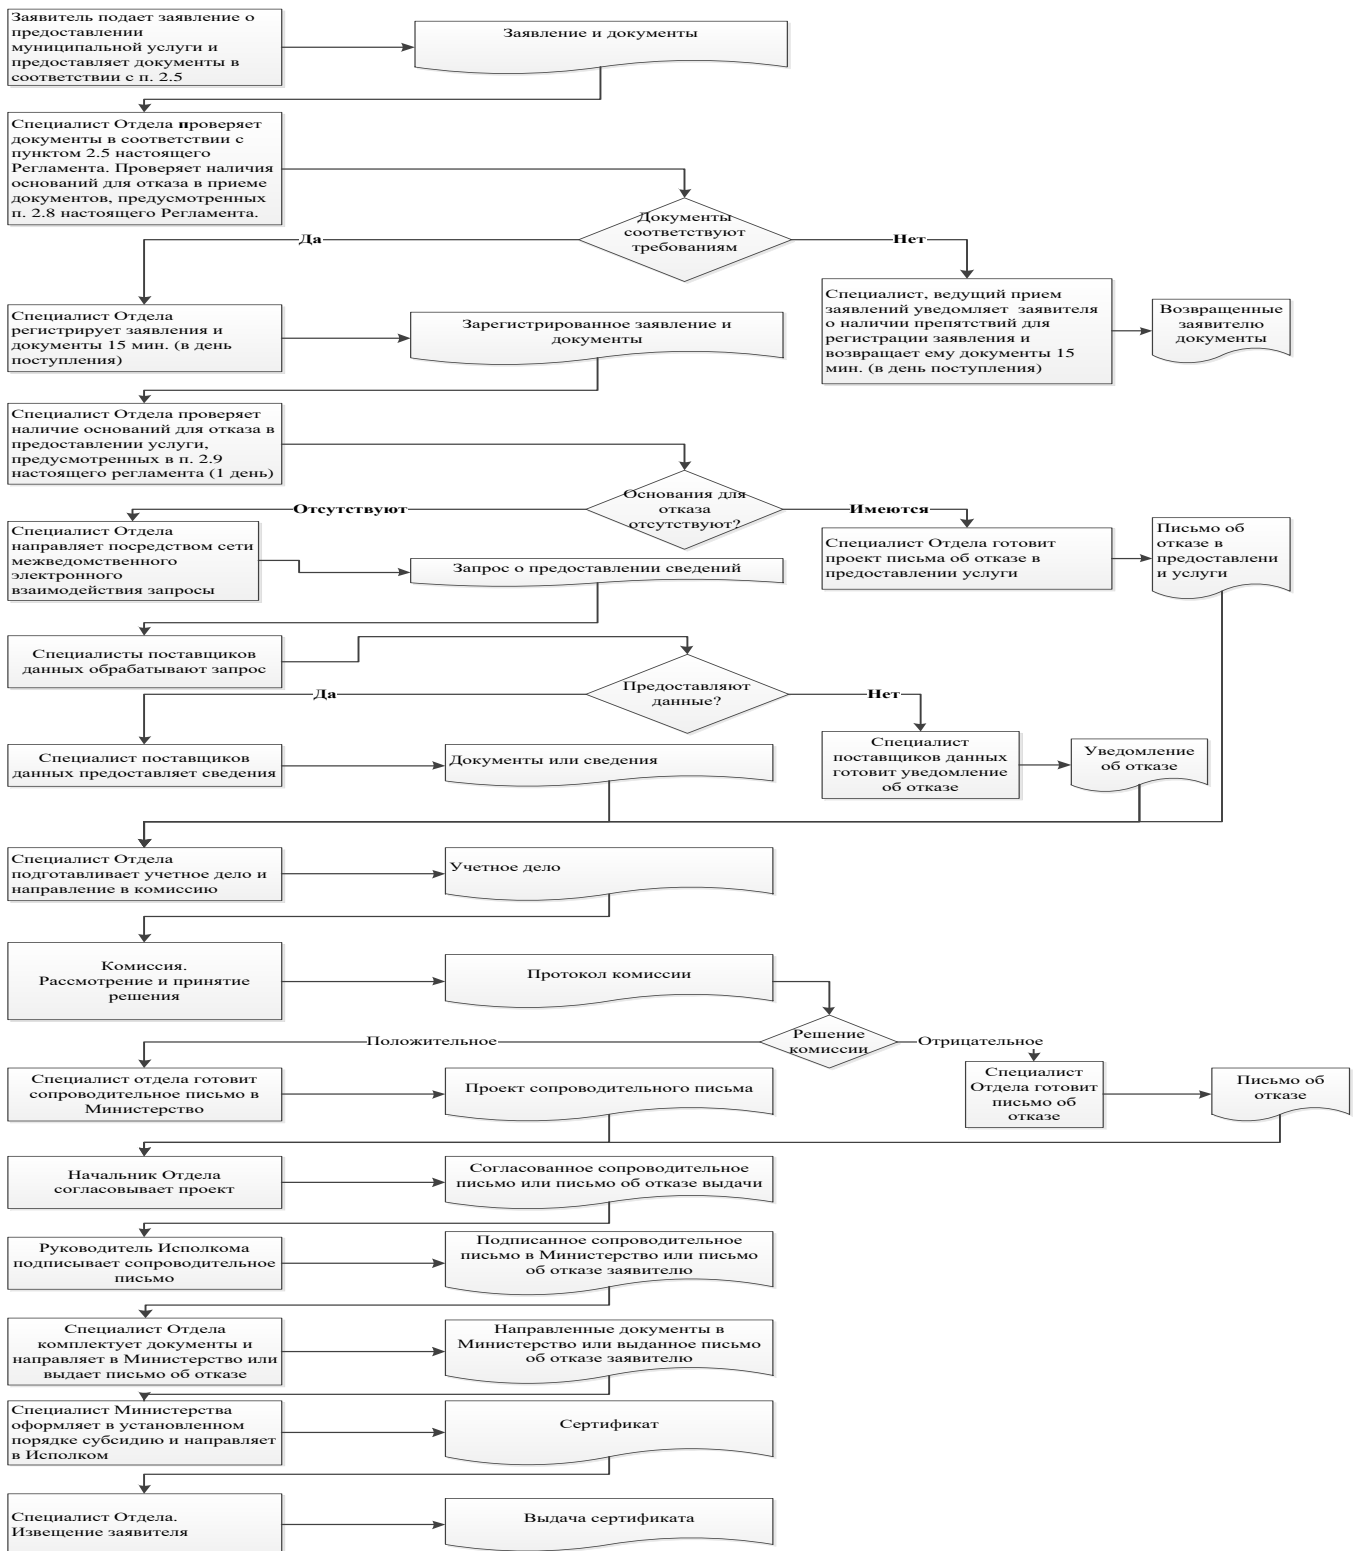 Заявитель подает заявление о
предоставлении
муниципальной услуги и
предоставляет документы в
соответствии с п. 2.5
Заявление и документы
Специалист Отдела проверяет
документы в соответствии с
пунктом 2.5 настоящего
Регламента. Проверяет наличия
оснований для отказа в приеме
документов, предусмотренных
п. 2.8 настоящего Регламента.
Документы
соответствуют
требованиям
Да
Нет
Специалист Отдела
регистрирует заявления и
документы 15 мин. (в день
поступления)
Зарегистрированное заявление и
документы
Специалист, ведущий прием
заявлений уведомляет заявителя
о наличии препятствий для
регистрации заявления и
возвращает ему документы 15
мин. (в день поступления)
Возвращенные
заявителю
документы
Специалист Отдела проверяет
наличие оснований для отказа в
предоставлении услуги,
предусмотренных в п. 2.9
настоящего регламента (1 день)
Основания для
отказа
отсутствуют?
Отсутствуют
Имеются
Специалист Отдела
направляет посредством сети
межведомственного
электронного
взаимодействия запросы
Запрос о предоставлении сведений
Специалист Отдела готовит
проект письма об отказе в
предоставлении услуги
Письмо об
отказе в
предоставлени
и услуги
Специалисты поставщиков
данных обрабатывают запрос
Предоставляют
данные?
Да
Нет
Специалист поставщиков
данных предоставляет сведения
Документы или сведения
Специалист
поставщиков данных
готовит уведомление
об отказе
Уведомление
об отказе
Специалист Отдела
подготавливает учетное дело и
направление в комиссию
Учетное дело
Комиссия.
Рассмотрение и принятие
решения
Протокол комиссии
Решение
комиссии
Положительное
Отрицательное
Специалист отдела готовит
сопроводительное письмо в
Министерство
Проект сопроводительного письма
Специалист
Отдела готовит
письмо об
отказе
Письмо об
отказе
Начальник Отдела
согласовывает проект
Согласованное сопроводительное
письмо или письмо об отказе выдачи
Руководитель Исполкома
подписывает сопроводительное
письмо
Подписанное сопроводительное
письмо в Министерство или письмо
об отказе заявителю
Специалист Отдела
комплектует документы и
направляет в Министерство или
выдает письмо об отказе
Направленные документы в
Министерство или выданное письмо
об отказе заявителю
Специалист Министерства
оформляет в установленном
порядке субсидию и направляет
в Исполком
Сертификат
Специалист Отдела.
Извещение заявителя
Выдача сертификата